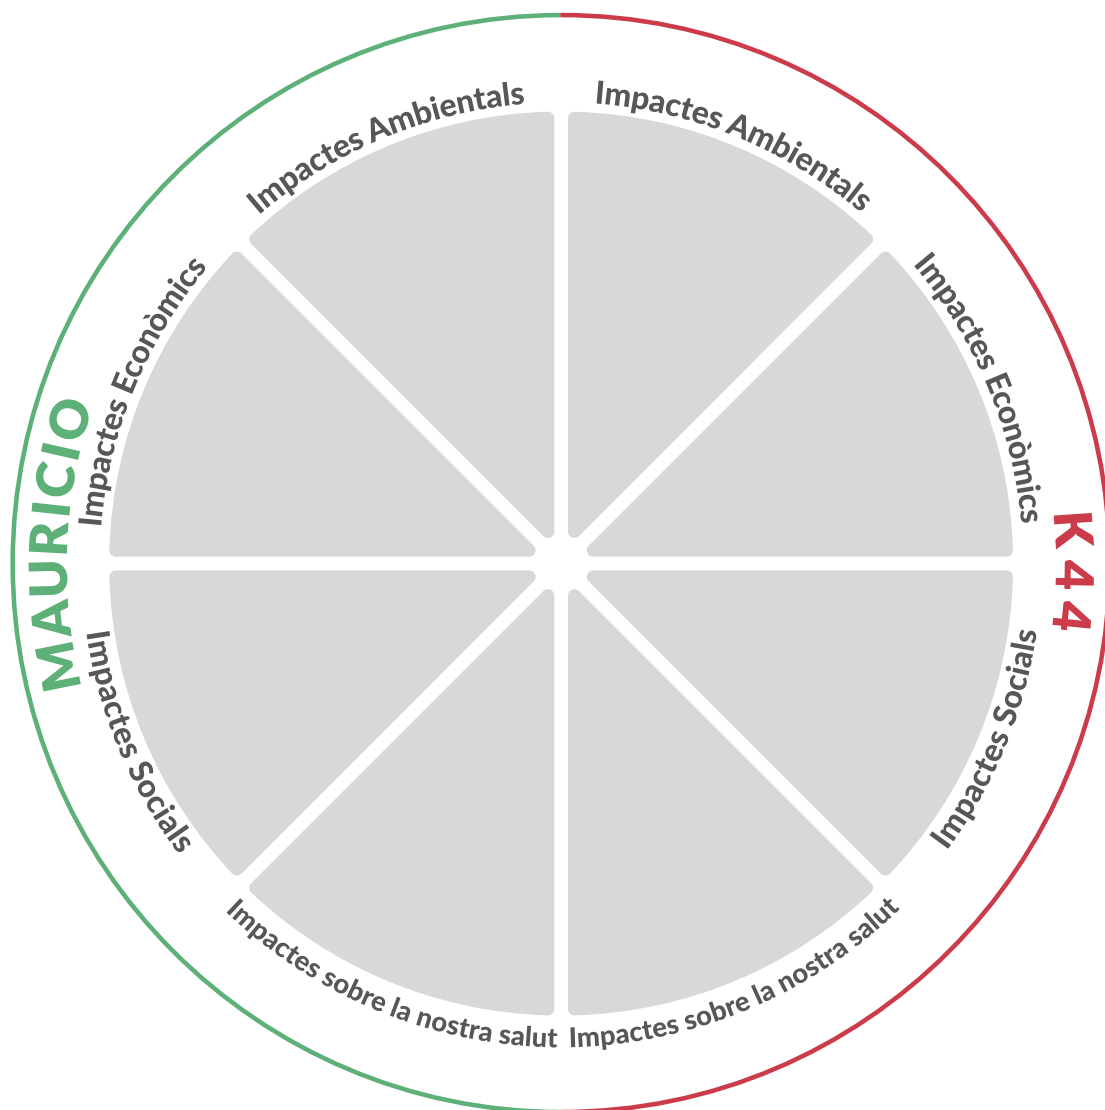 Impactes Ambientals
Impactes Ambientals
Impactes Econòmics
Impactes Econòmics
MAURICIO
K44
Impactes Socials
Impactes Socials
Impactes sobre la nostra salut
Impactes sobre la nostra salut